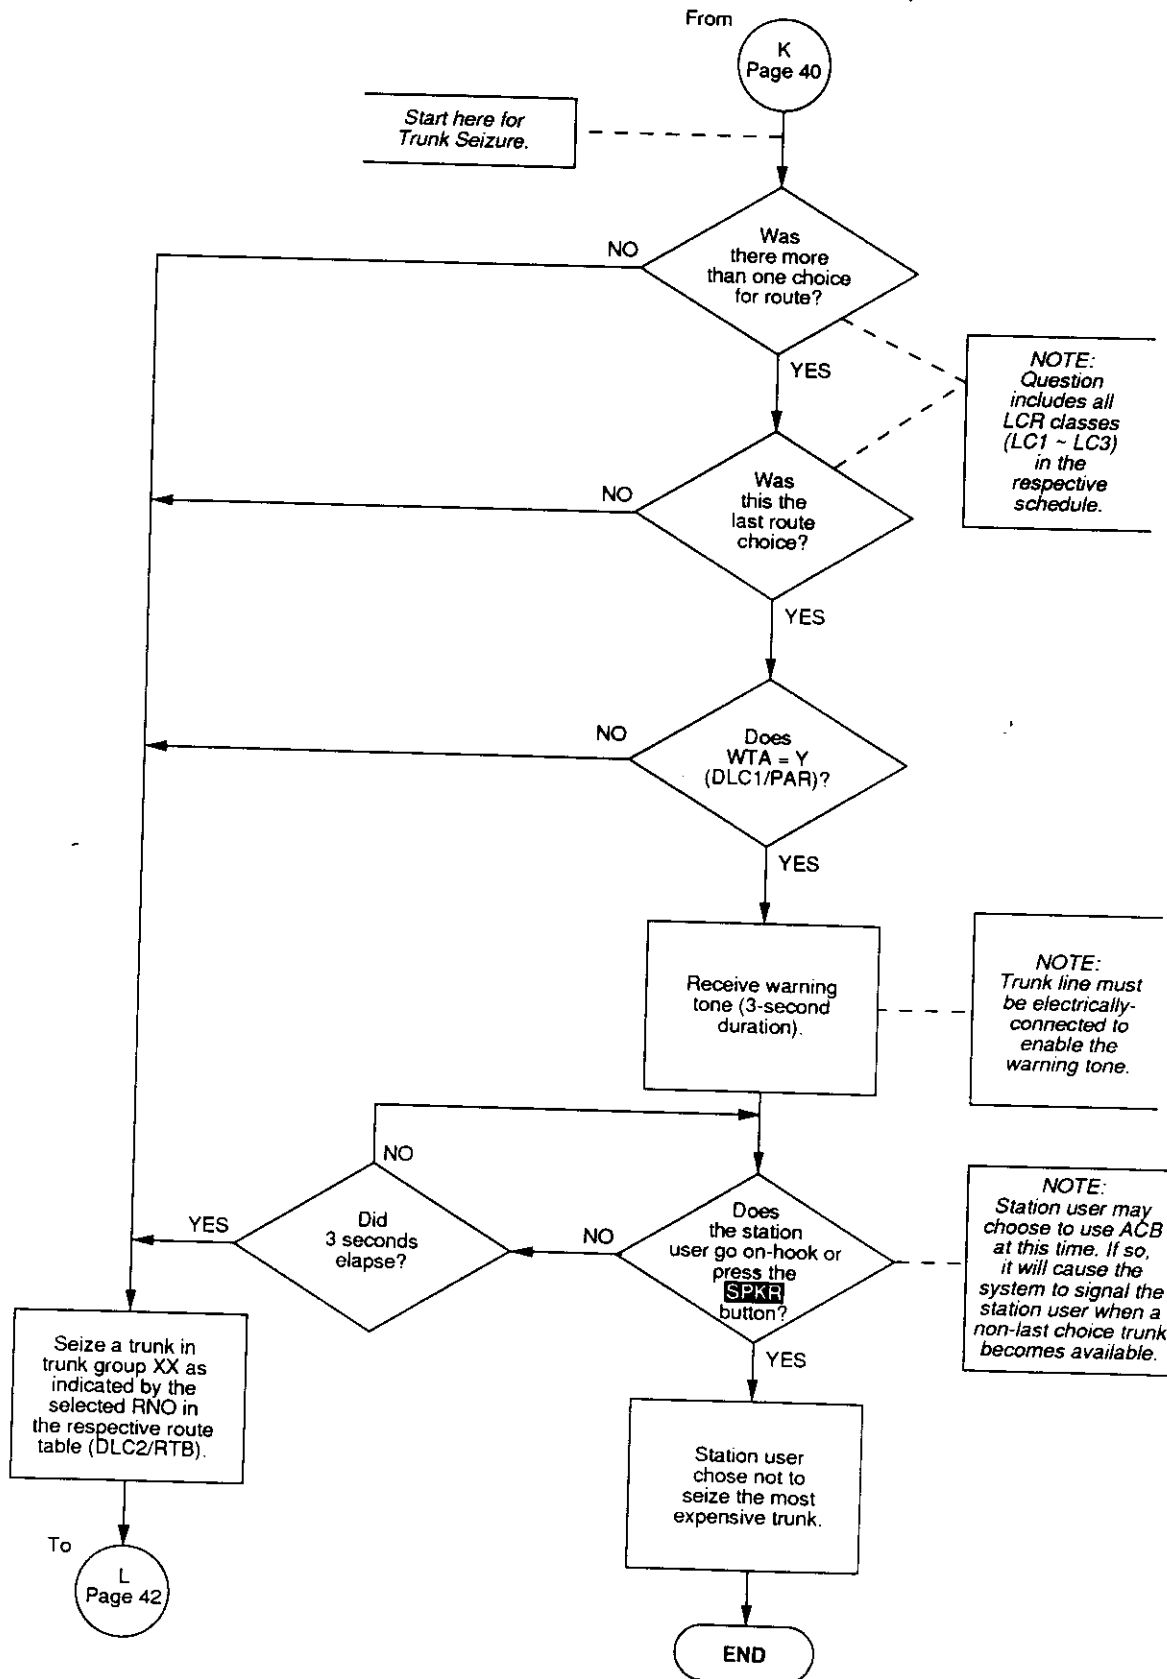 From
K
Page 40
Start here for
Trunk Seizure.
Was
there more
than one choice
for route?
NO
YES
NOTE:
Question
includes all
LCR classes
(LC1 ~ LC3)
in the
respective
schedule.
Was
this the
last route
choice?
NO
YES
Does
WTA = Y
(DLC1/PAR)?
NO
YES
Receive warning
tone (3-second
duration).
NOTE:
Trunk line must
be electrically-
connected to
enable the
warning tone.
Does
the station
user go on-hook or
press the
SPKR
button?
NO
YES
NOTE:
Station user may
choose to use ACB
at this time. If so,
it will cause the
system to signal the
station user when a
non-last choice trunk
becomes available.
Did
3 seconds
elapse?
NO
YES
Seize a trunk in
trunk group XX as
indicated by the
selected RNO in
the respective route
table (DLC2/RTB).
Station user
chose not to
seize the most
expensive trunk.
To
L
Page 42
END